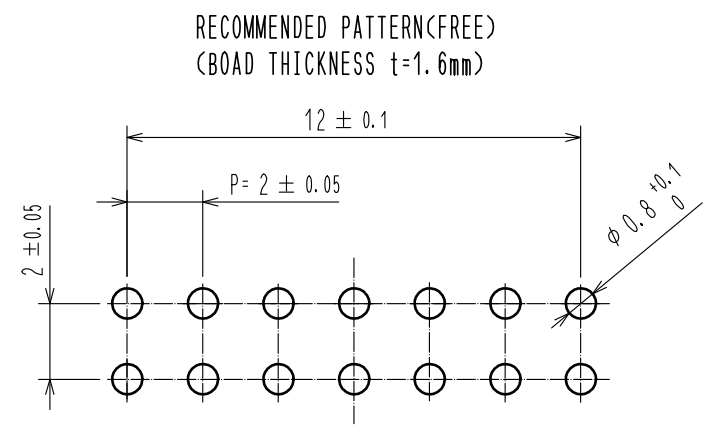 RECOMMENDED PATTERN(FREE)
(BOAD THICKNESS t=1.6mm)
12 ± 0.1
P= 2 ± 0.05
2 ±0.05
ϕ 0.8 +0.1
0